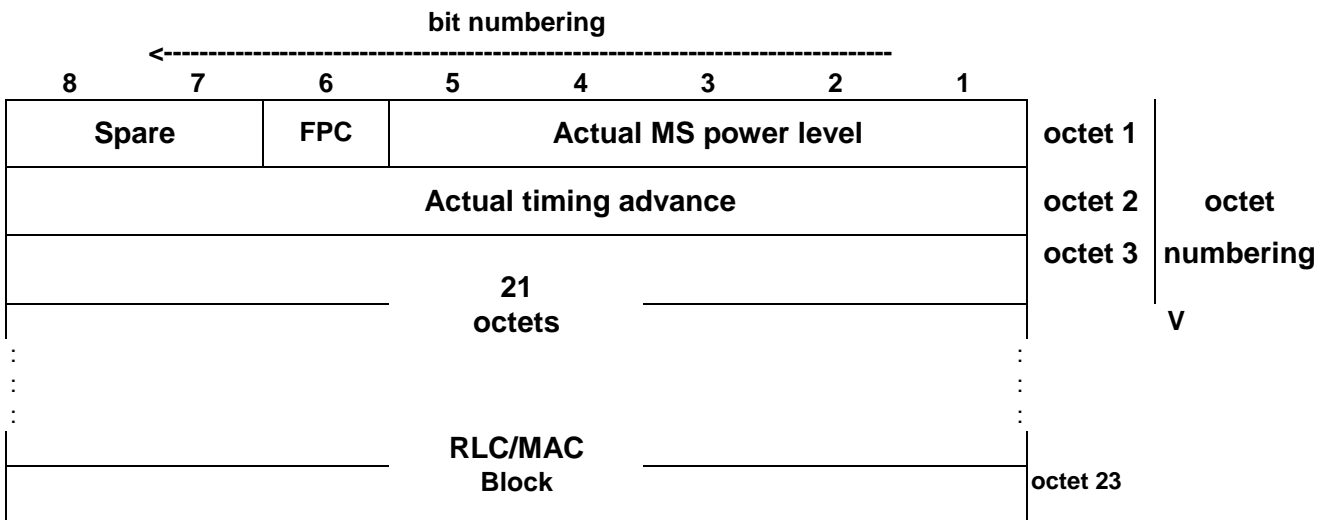 bit numbering
<--------------------------------------------------------------------------------
8 7 6 5 4 3 2 1
Spare FPC Actual MS power level octet 1
Actual timing advance octet 2 octet
octet 3 numbering
21
octets
V
: :
: :
: :
RLC/MAC
Block octet 23